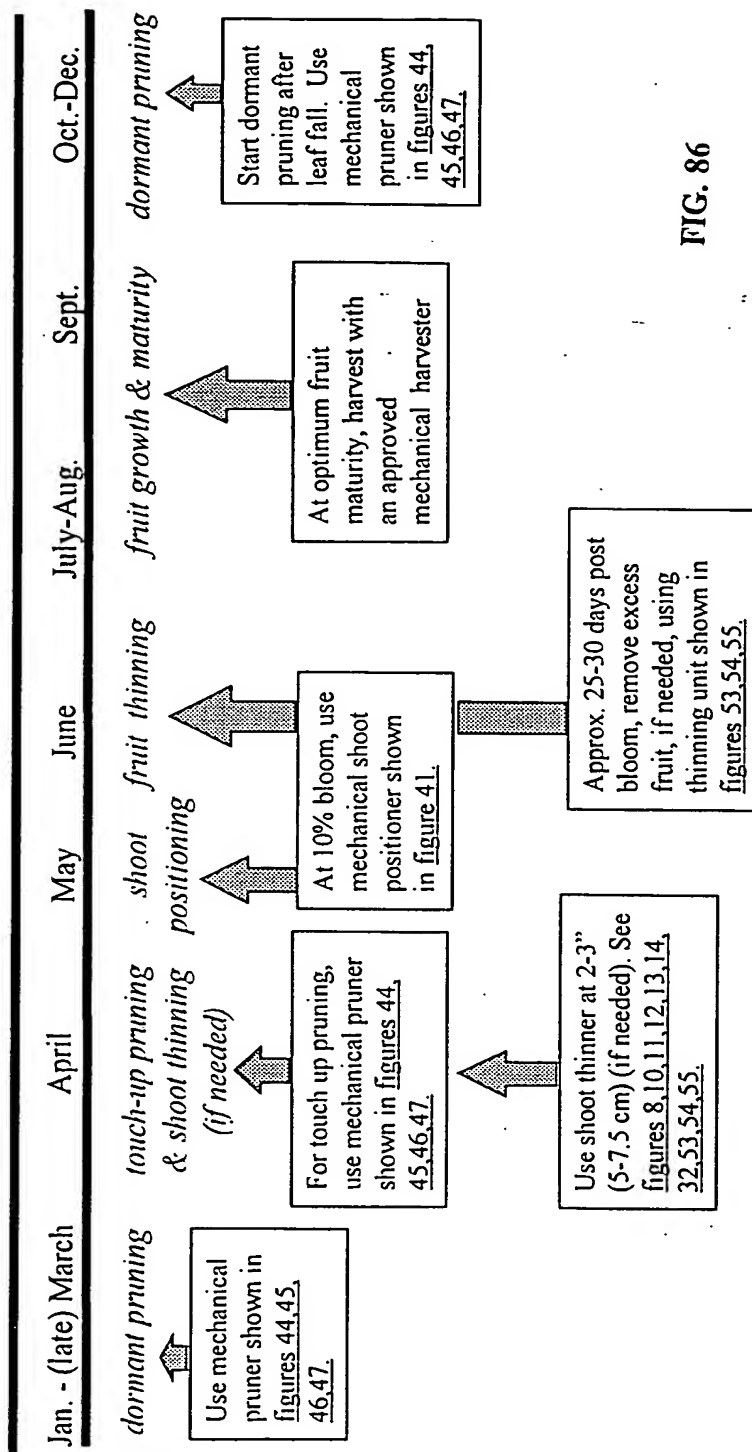 Jan. - (late) March
April
May
June
July-Aug.
Sept.
Oct.-Dec.
dormant pruning
touch-up pruning
& shoot thinning
(if needed)
shoot
positioning
fruit thinning
fruit growth & maturity
dormant pruning
Use mechanical
pruner shown in
figures 44,45,
46,47.
For touch up pruning,
use mechanical pruner
shown in figures 44,
45,46,47.
Use shoot thinner at 2-3"
(5-7.5 cm) (if needed). See
figures 8,10,11,12,13,14,
32,53,54,55.
At 10% bloom, use
mechanical shoot
positioner shown
in figure 41.
Approx. 25-30 days post
bloom, remove excess
fruit, if needed, using
thinning unit shown in
figures 53,54,55.
At optimum fruit
maturity, harvest with
an approved
mechanical harvester
Start dormant
pruning after
leaf fall. Use
mechanical
pruner shown
in figures 44,
45,46,47.
FIG. 86